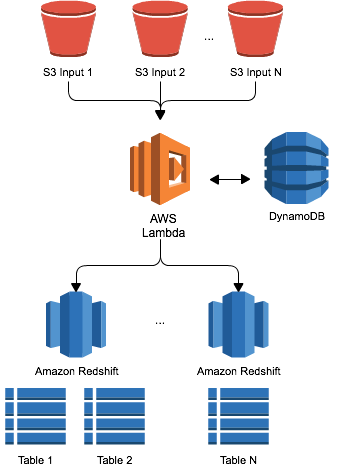 S3 Input 1
S3 Input 2
...
S3 Input N
AWS
Lambda
DynamoDB
...
Amazon Redshift
Amazon Redshift
Table 1
Table 2
Table N